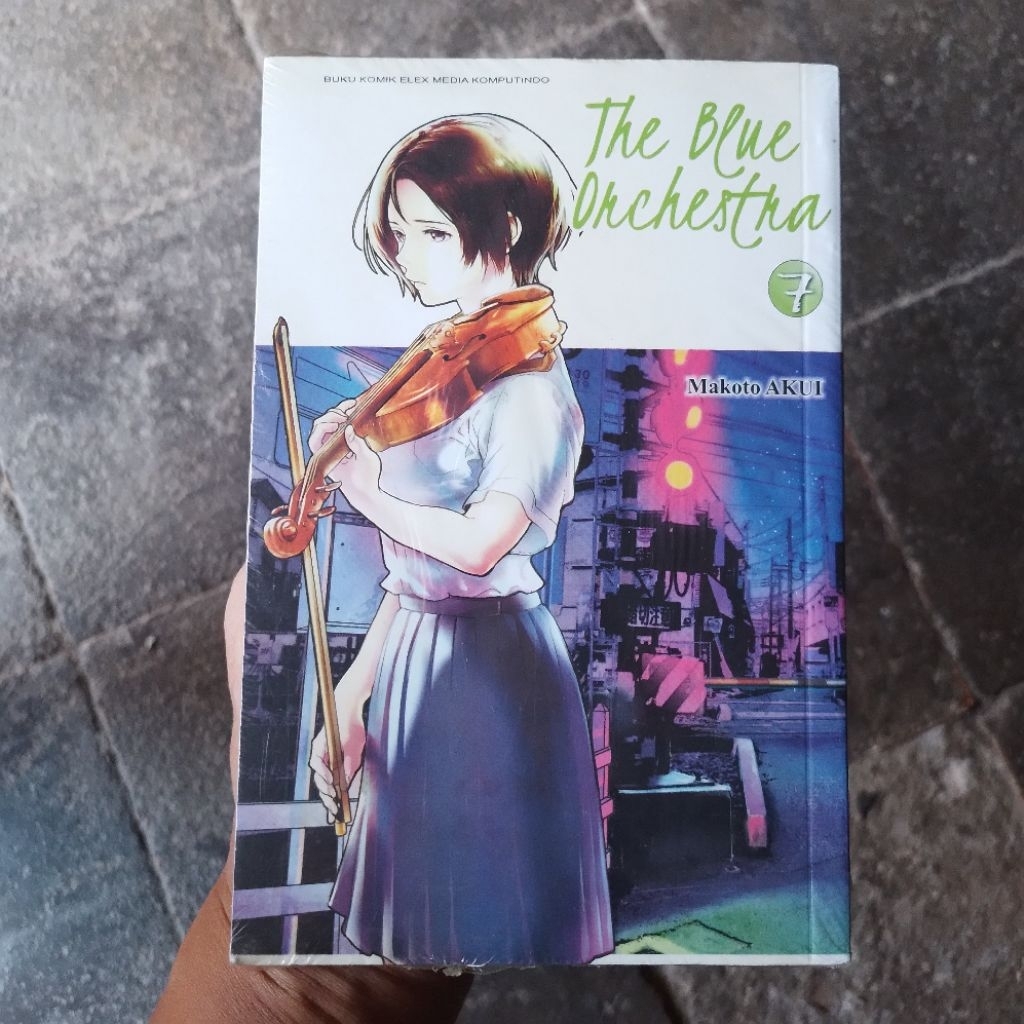 BUKU KOMIK ELEX MEDIA KOMPUTINDO
The Blue
Orchestra
7
Makoto AKUI